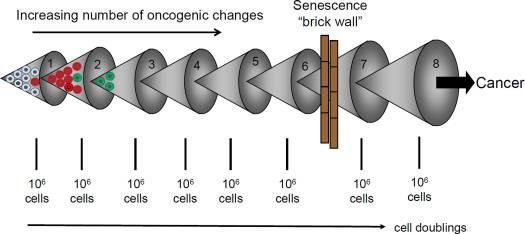 Increasing number of oncogenic changes
Senescence
"brick wall"
1
2
3
4
5
6
7
8
Cancer
10⁶
cells
10⁶
cells
10⁶
cells
10⁶
cells
10⁶
cells
10⁶
cells
10⁶
cells
10⁶
cells
cell doublings